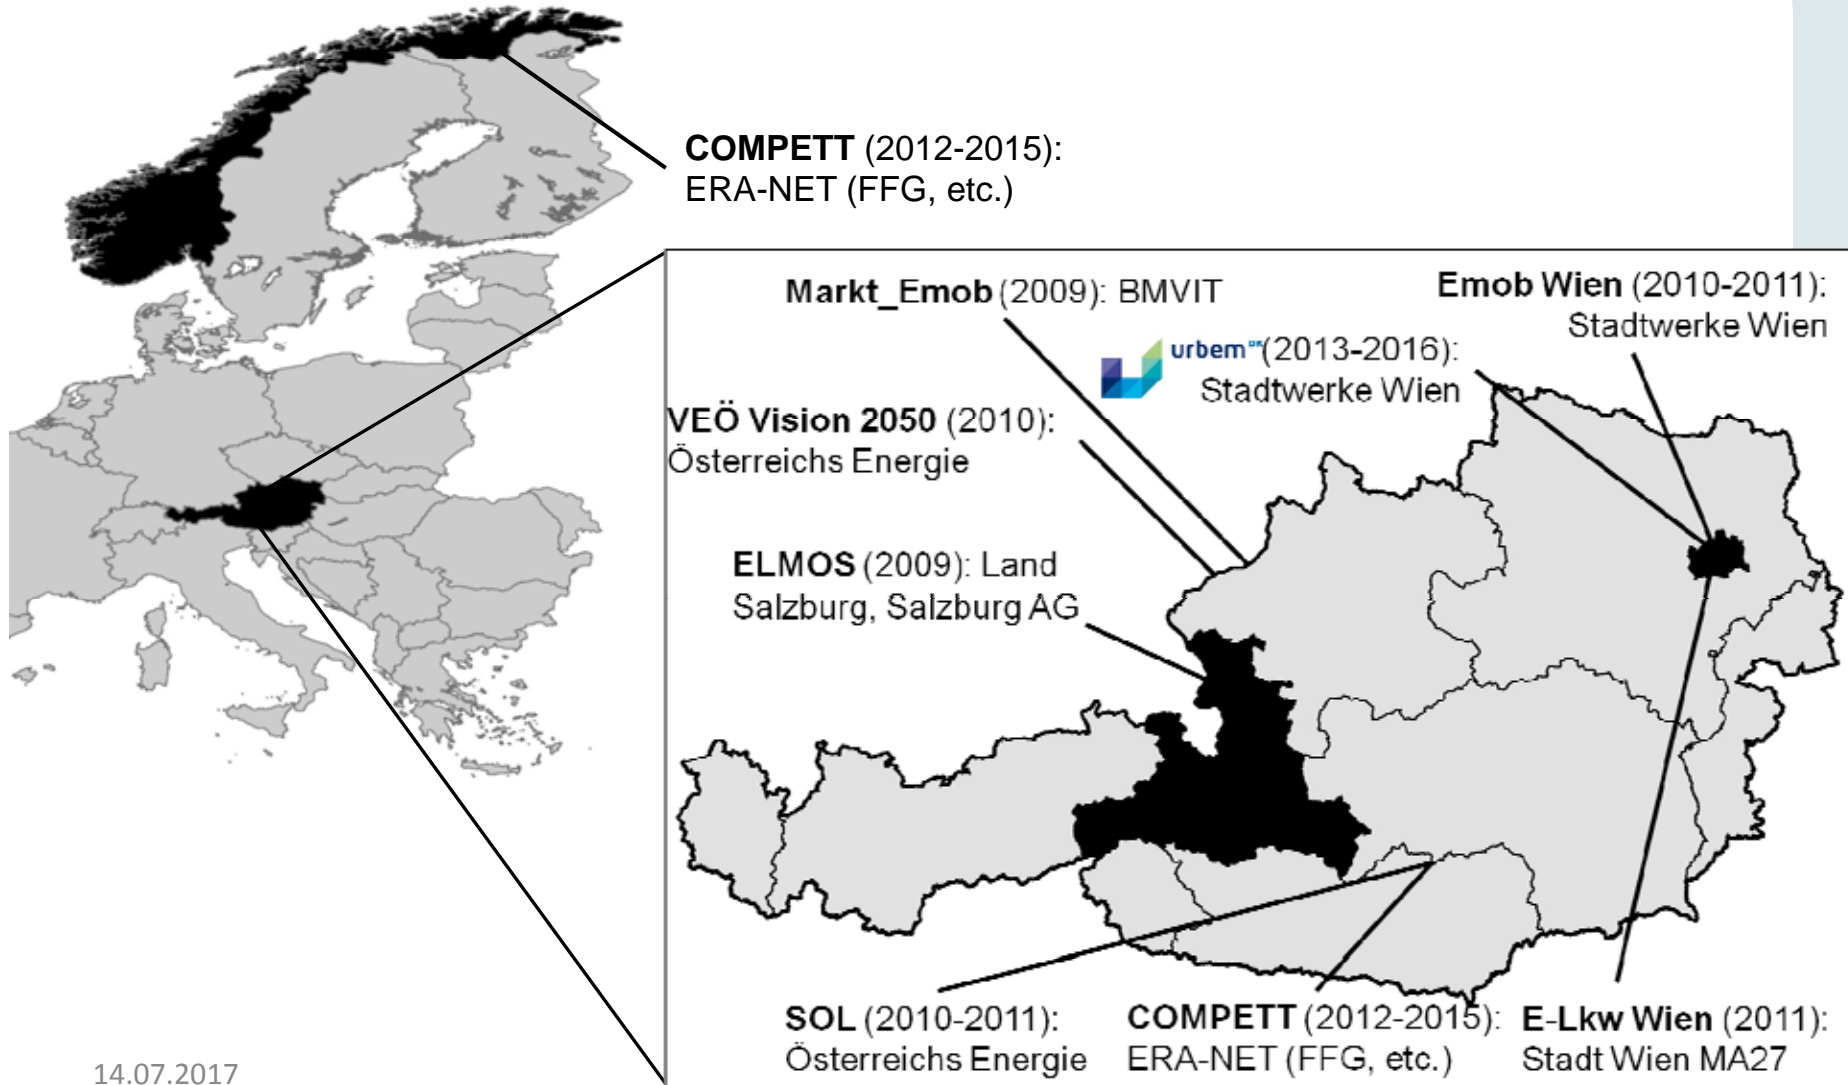 COMPETT (2012-2015):
ERA-NET (FFG, etc.)
Markt_Emob (2009): BMVIT
Emob Wien (2010-2011):
Stadtwerke Wien
urbem DK (2013-2016):
Stadtwerke Wien
VEÖ Vision 2050 (2010):
Österreichs Energie
ELMOS (2009): Land
Salzburg, Salzburg AG
SOL (2010-2011):
Österreichs Energie
COMPETT (2012-2015):
ERA-NET (FFG, etc.)
E-Lkw Wien (2011):
Stadt Wien MA27
14.07.2017